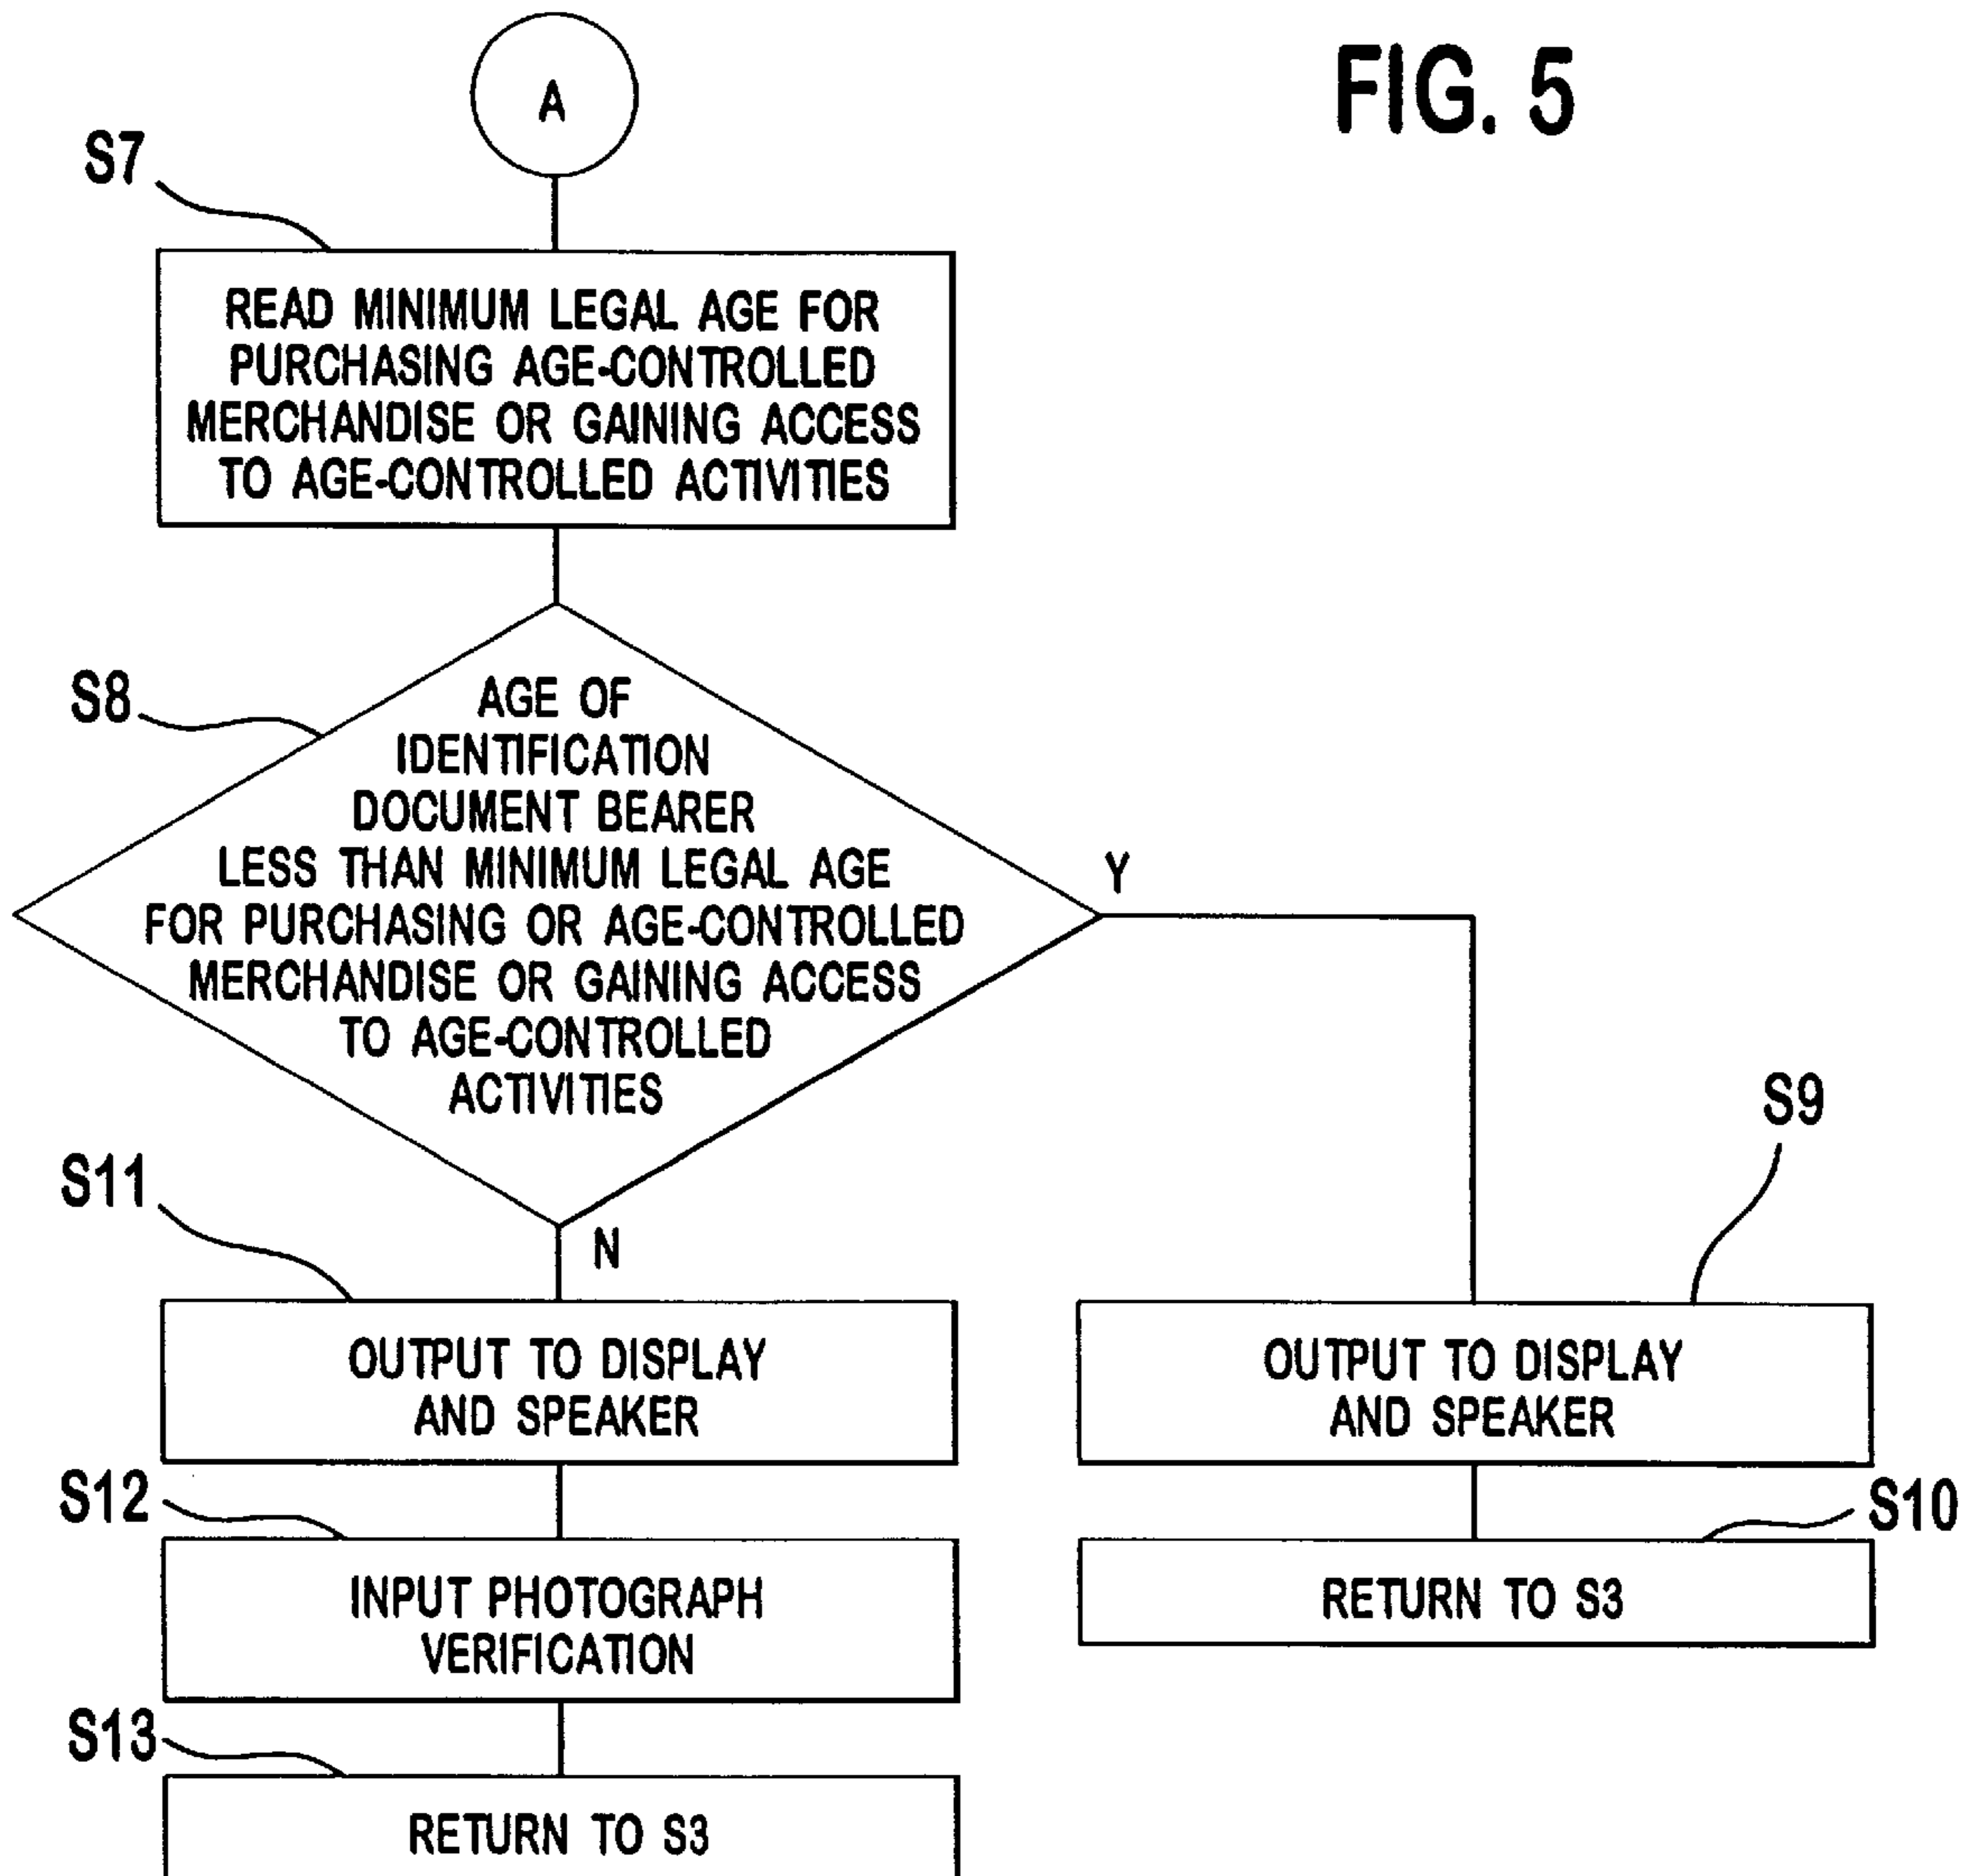 FIG. 5
A
S7
READ MINIMUM LEGAL AGE FOR
PURCHASING AGE-CONTROLLED
MERCHANDISE OR GAINING ACCESS
TO AGE-CONTROLLED ACTIVITIES
S8
AGE OF
IDENTIFICATION
DOCUMENT BEARER
LESS THAN MINIMUM LEGAL AGE
FOR PURCHASING OR AGE-CONTROLLED
MERCHANDISE OR GAINING ACCESS
TO AGE-CONTROLLED
ACTIVITIES
Y
N
S9
OUTPUT TO DISPLAY
AND SPEAKER
S10
RETURN TO S3
S11
OUTPUT TO DISPLAY
AND SPEAKER
S12
INPUT PHOTOGRAPH
VERIFICATION
S13
RETURN TO S3